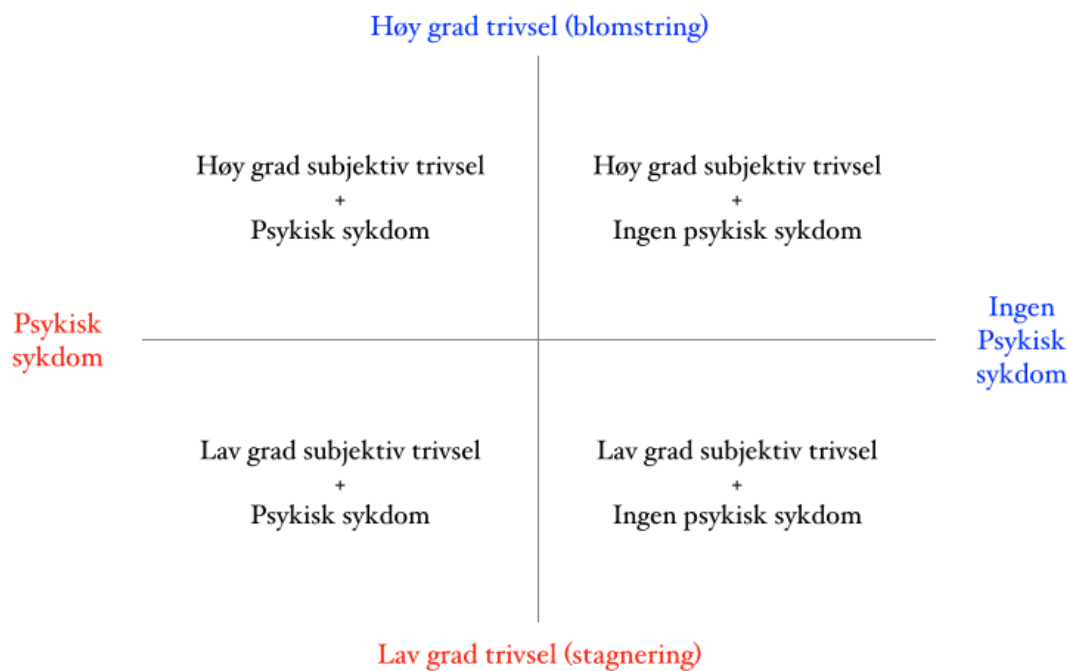 Høy grad trivsel (blomstring)
Høy grad subjektiv trivsel
+
Psykisk sykdom
Høy grad subjektiv trivsel
+
Ingen psykisk sykdom
Psykisk
sykdom
Ingen
Psykisk
sykdom
Lav grad subjektiv trivsel
+
Psykisk sykdom
Lav grad subjektiv trivsel
+
Ingen psykisk sykdom
Lav grad trivsel (stagnering)